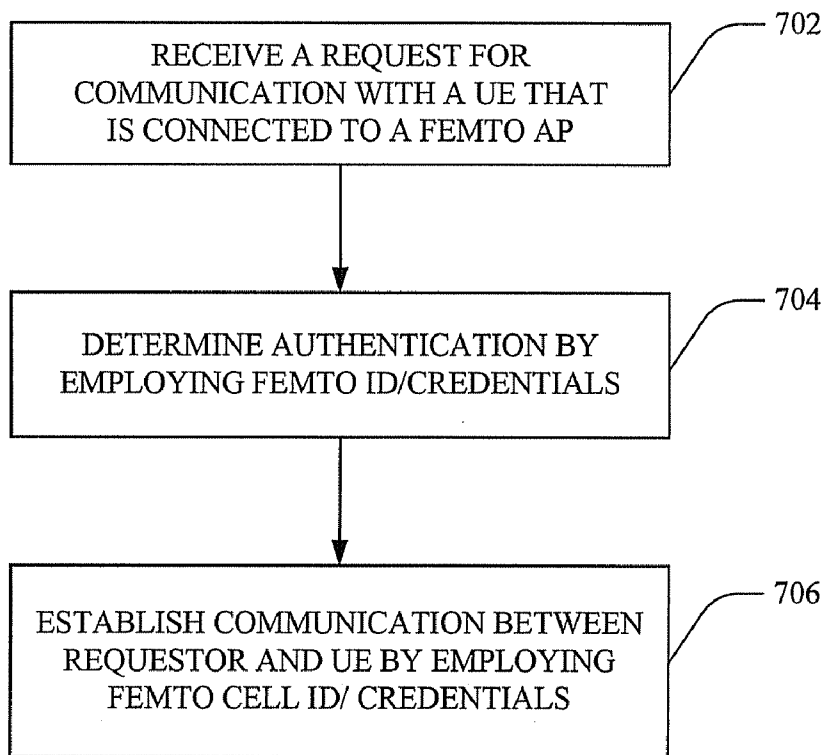 702
RECEIVE A REQUEST FOR
COMMUNICATION WITH A UE THAT
IS CONNECTED TO A FEMTO AP
704
DETERMINE AUTHENTICATION BY
EMPLOYING FEMTO ID/CREDENTIALS
706
ESTABLISH COMMUNICATION BETWEEN
REQUESTOR AND UE BY EMPLOYING
FEMTO CELL ID/ CREDENTIALS